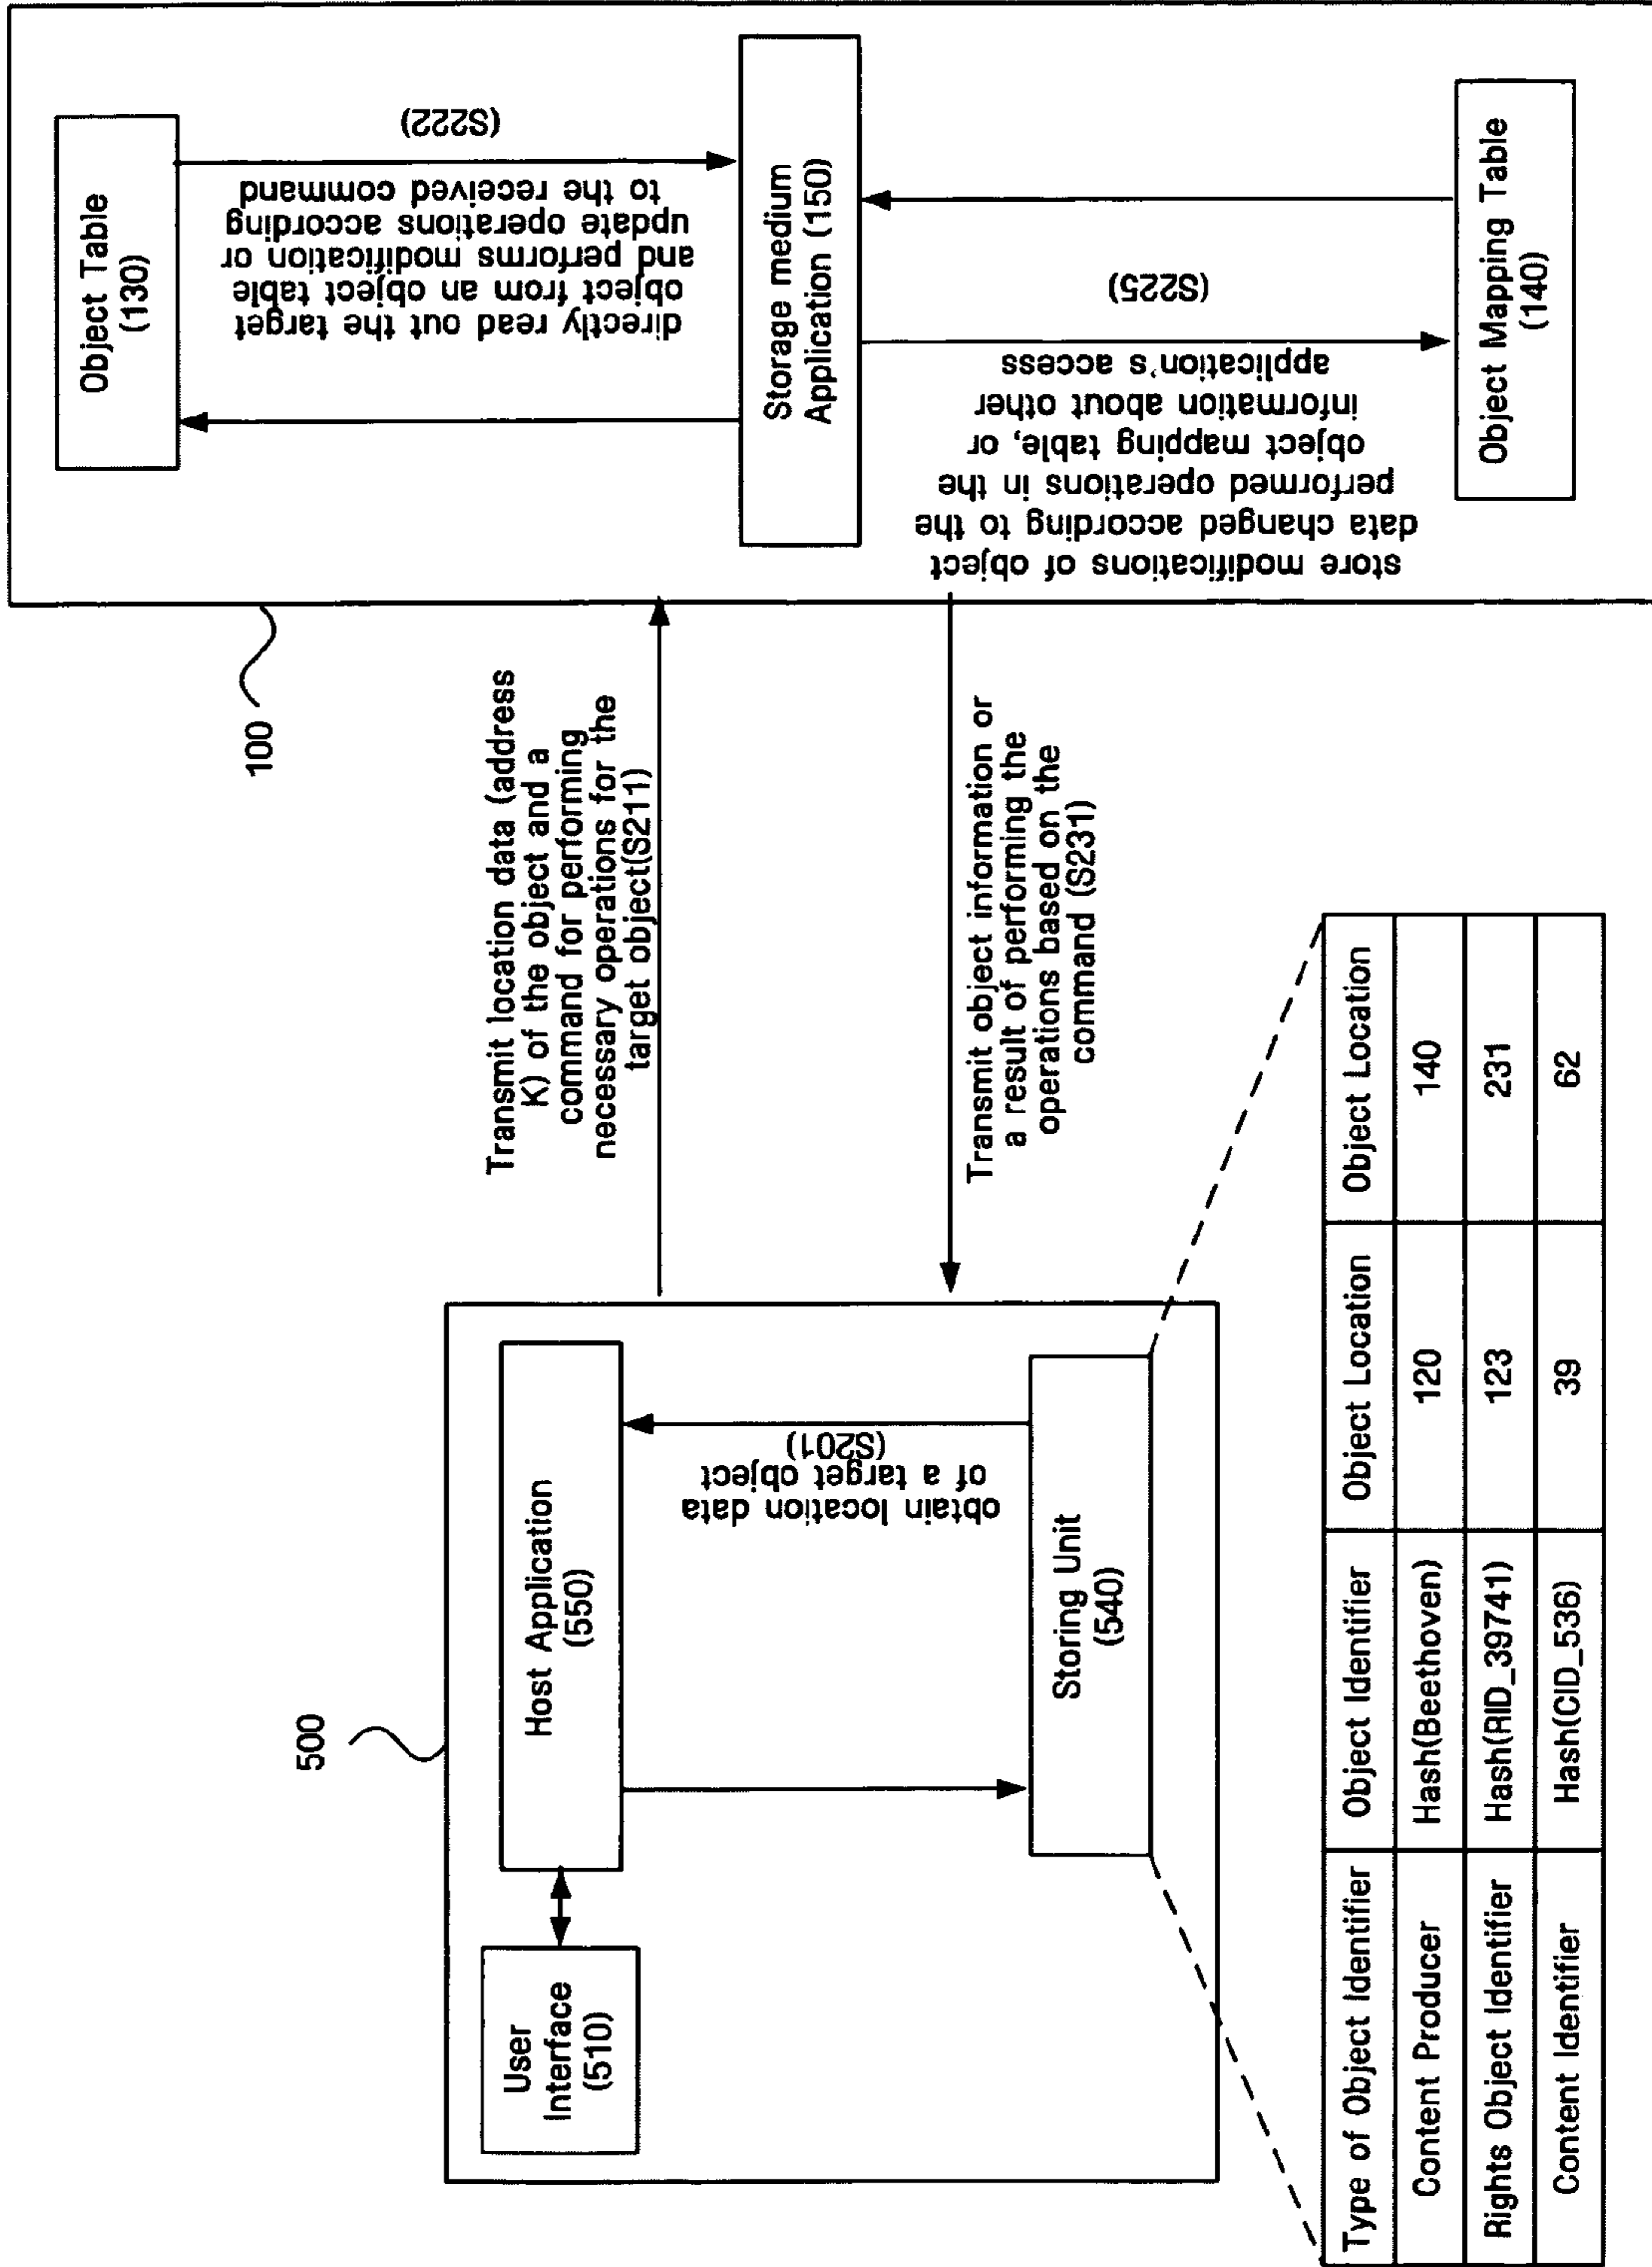 500
User
Interface
(510)
Host Application
(550)
obtain location data
of a target object
(S201)
Storing Unit
(540)
Transmit location data (address
K) of the object and a
command for performing
necessary operations for the
target object(S211)
Transmit object information or
a result of performing the
operations based on the
command (S231)
100
Object Table
(130)
directly read out the target
object from an object table
and performs modification or
update operations according
to the received command
(S222)
Storage medium
Application (150)
(S225)
store modifications of object
data changed according to the
performed operations in the
object mapping table, or
information about other
application's access
Object Mapping Table
(140)
Type of Object Identifier Object Identifier Object Location Object Location
Content Producer Hash(Beethoven) 120 140
Rights Object Identifier Hash(RID_39741) 123 231
Content Identifier Hash(CID_536) 39 62